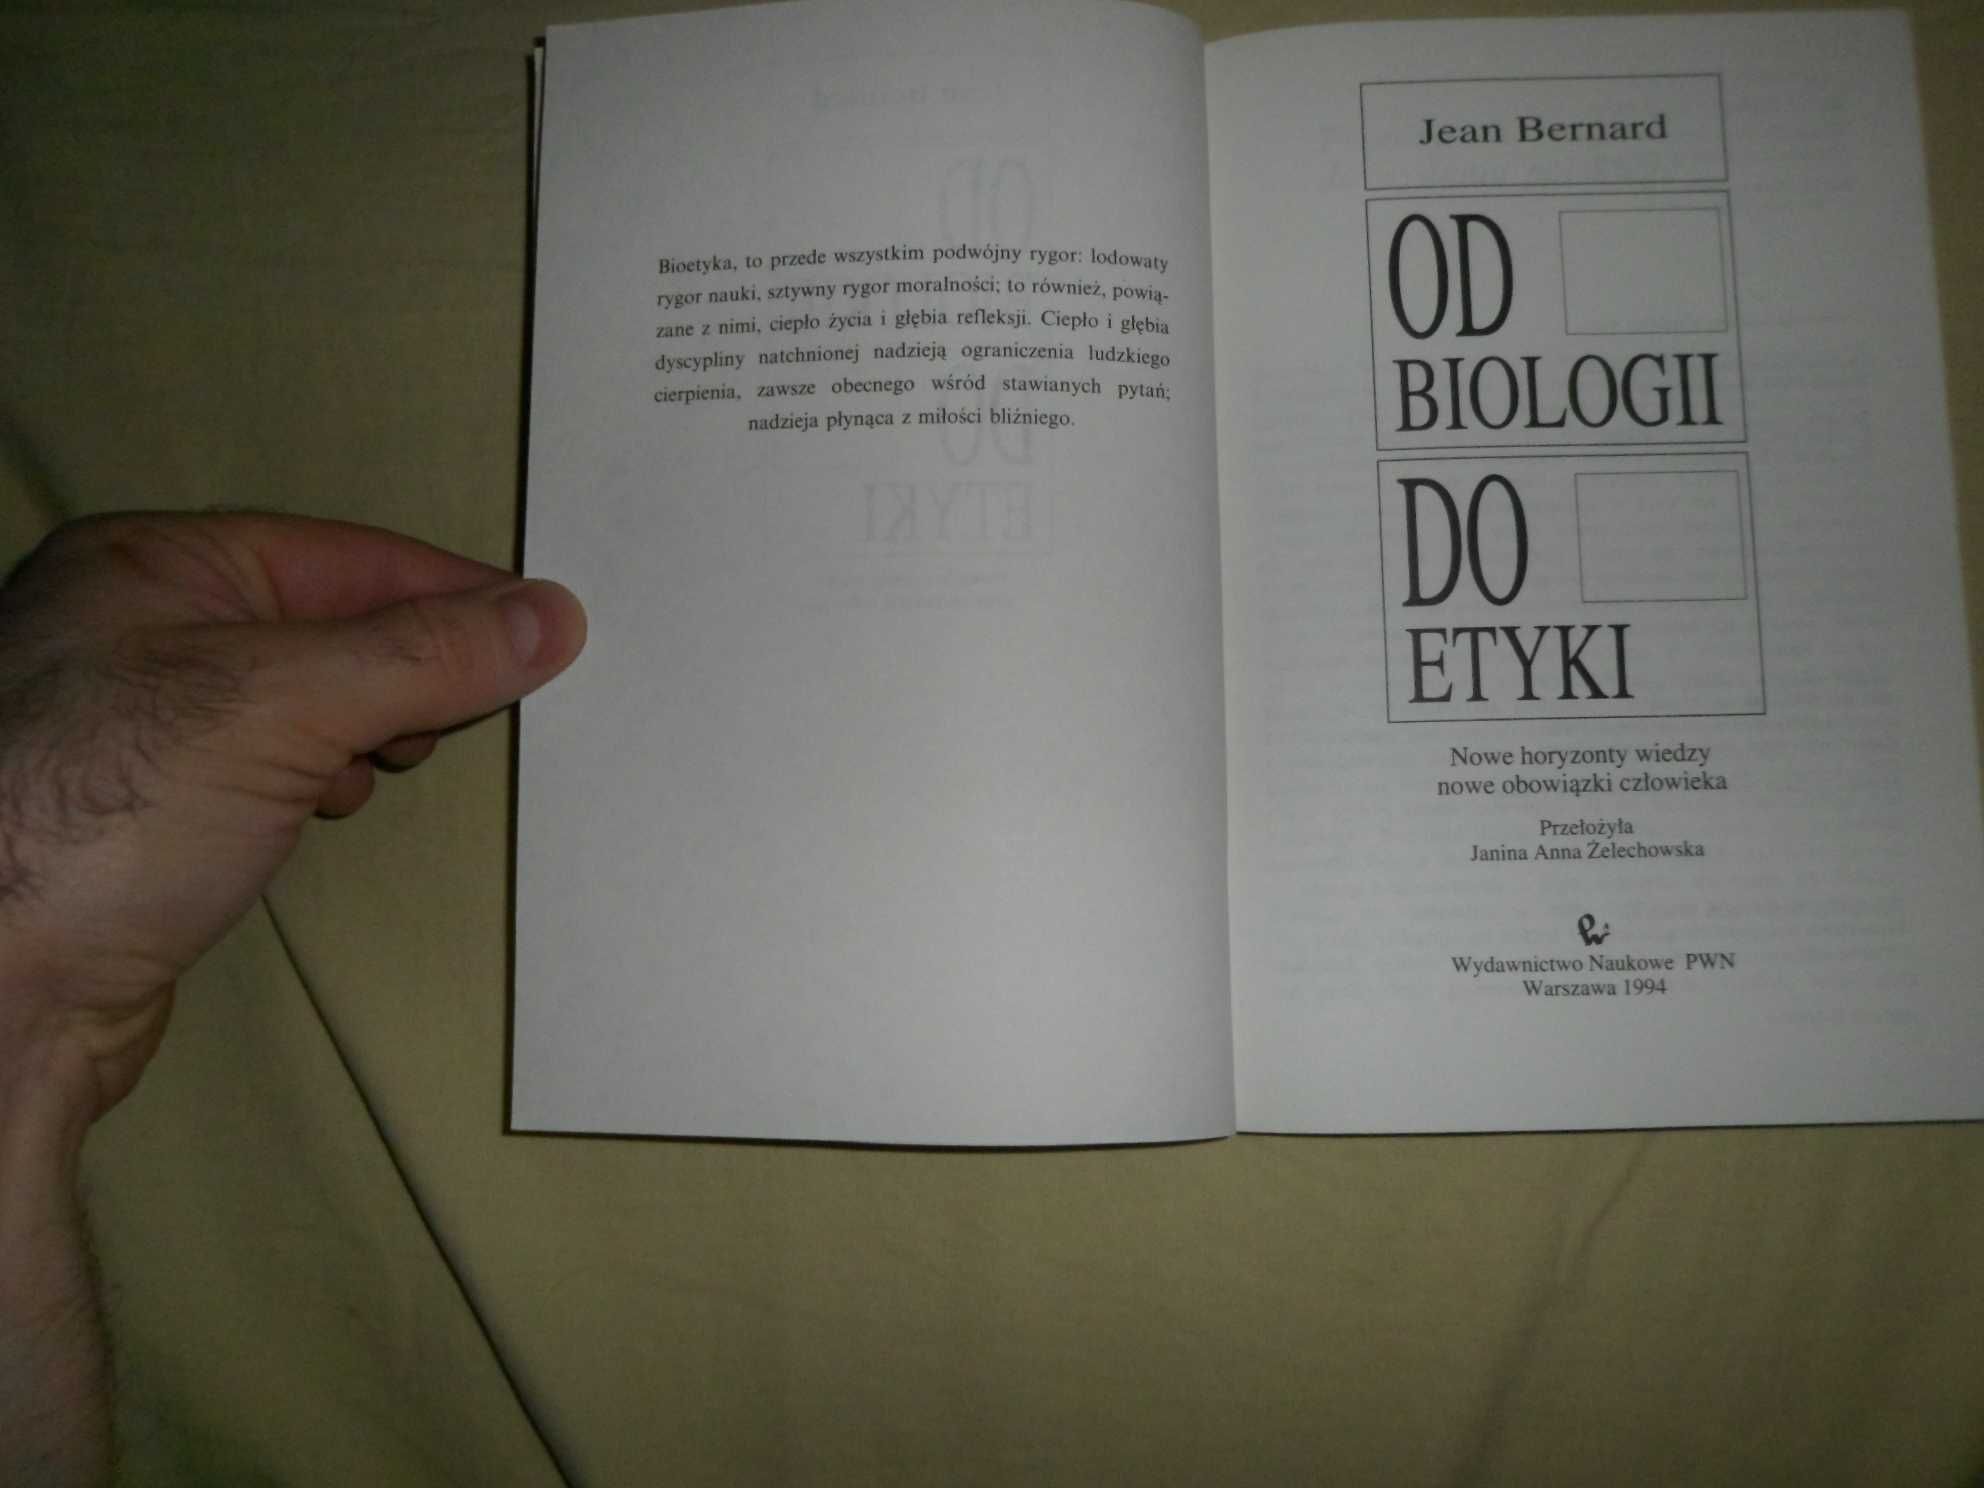 Bioetyka, to przede wszystkim podwójny rygor: lodowaty
rygor nauki, sztywny rygor moralności; to również, powią-
zane z nimi, ciepło życia i głębia refleksji. Ciepło i głębia
dyscypliny natchnionej nadzieją ograniczenia ludzkiego
cierpienia, zawsze obecnego wśród stawianych pytań;
nadzieja płynąca z miłości bliźniego.
Jean Bernard
OD
BIOLOGII
DO
ETYKI
Nowe horyzonty wiedzy
nowe obowiązki człowieka
Przełożyła
Janina Anna Żelechowska
Wydawnictwo Naukowe PWN
Warszawa 1994